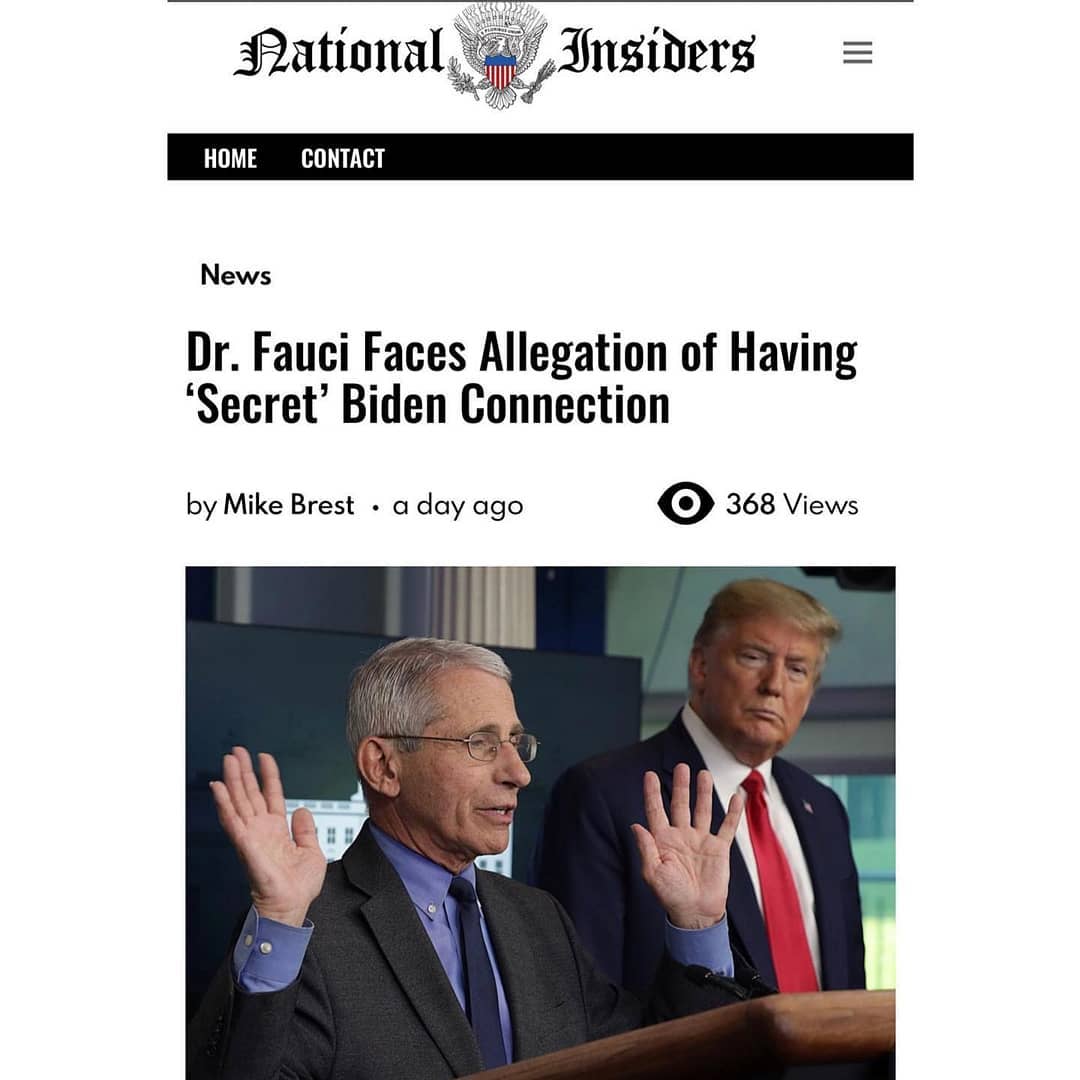 National Insiders
HOME CONTACT
News
Dr. Fauci Faces Allegation of Having
‘Secret’ Biden Connection
by Mike Brest • a day ago 368 Views